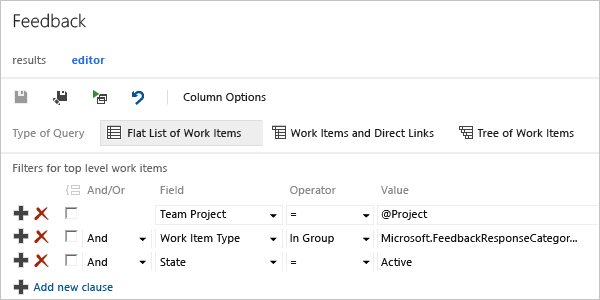 Feedback
results editor
Column Options
Type of Query Flat List of Work Items Work Items and Direct Links Tree of Work Items
Filters for top level work items
And/Or Field Operator Value
Team Project = @Project
And Work Item Type In Group Microsoft.FeedbackResponseCategor...
And State = Active
Add new clause